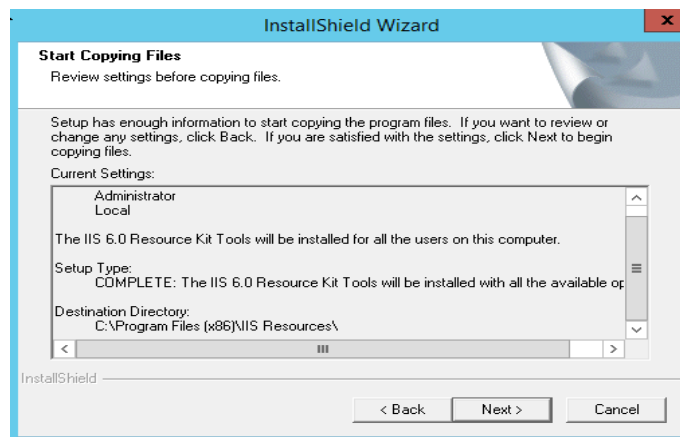 InstallShield Wizard
x
Start Copying Files
Review settings before copying files.
Setup has enough information to start copying the program files.  If you want to review or
change any settings, click Back.  If you are satisfied with the settings, click Next to begin
copying files.
Current Settings:
Administrator
Local
The IIS 6.0 Resource Kit Tools will be installed for all the users on this computer.
Setup Type:
COMPLETE: The IIS 6.0 Resource Kit Tools will be installed with all the available op
Destination Directory:
C:\Program Files (x86)\IIS Resources\
InstallShield
< Back
Next >
Cancel